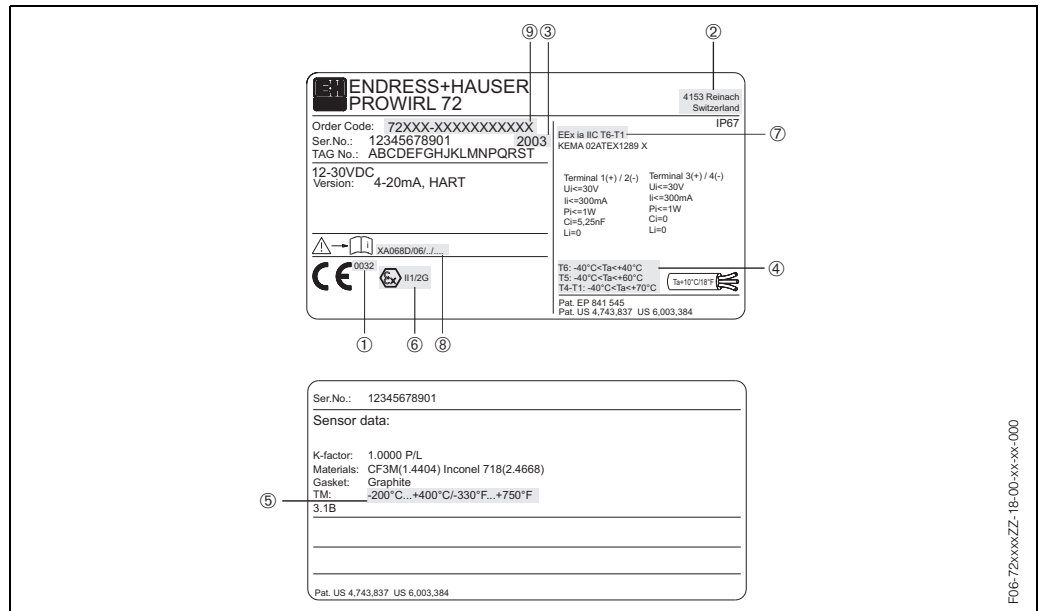 ⑨ ③ ②
EH ENDRESS+HAUSER
PROWIRL 72
4153 Reinach
Switzerland
IP67
Order Code: 72XXX-XXXXXXXXXXX
Ser.No.: 12345678901 2003
TAG No.: ABCDEFGHJKLMNPQRST
12-30VDC
Version: 4-20mA, HART
XA068D/06/../....
CE 0032 Ex II1/2G
EEx ia IIC T6-T1 ⑦
KEMA 02ATEX1289 X
Terminal 1(+) / 2(-)
Ui<=30V
Ii<=300mA
Pi<=1W
Ci=5,25nF
Li=0
Terminal 3(+) / 4(-)
Ui<=30V
Ii<=300mA
Pi<=1W
Ci=0
Li=0
T6: -40°C<Ta<+40°C ④
T5: -40°C<Ta<+60°C
T4-T1: -40°C<Ta<+70°C
Ta+10°C/18°F
Pat. EP 841 545
Pat. US 4,743,837 US 6,003,384
① ⑥ ⑧
Ser.No.: 12345678901
Sensor data:
K-factor: 1.0000 P/L
Materials: CF3M(1.4404) Inconel 718(2.4668)
Gasket: Graphite
⑤ TM: -200°C...+400°C/-330°F...+750°F
3.1B
Pat. US 4,743,837 US 6,003,384
F06-72xxxxZZ-18-00-xx-xx-000